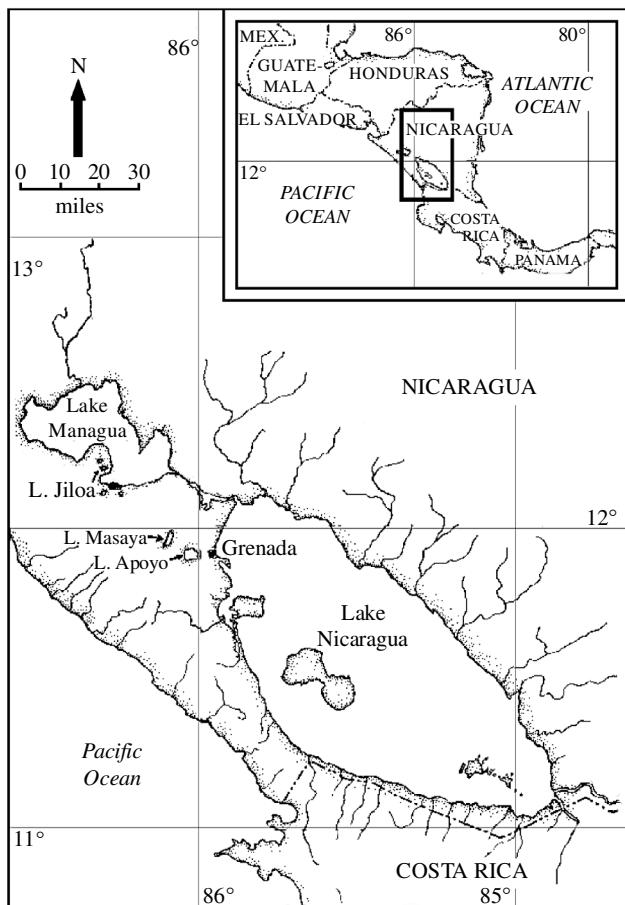 86°
N
0 10 20 30
miles
86° 80°
MEX.
GUATE-
MALA
HONDURAS
ATLANTIC
OCEAN
EL SALVADOR
NICARAGUA
12°
PACIFIC
OCEAN
COSTA
RICA
PANAMA
13°
NICARAGUA
Lake
Managua
L. Jiloa
12°
L. Masaya
L. Apoyo
Grenada
Lake
Nicaragua
Pacific
Ocean
11°
COSTA RICA
86° 85°